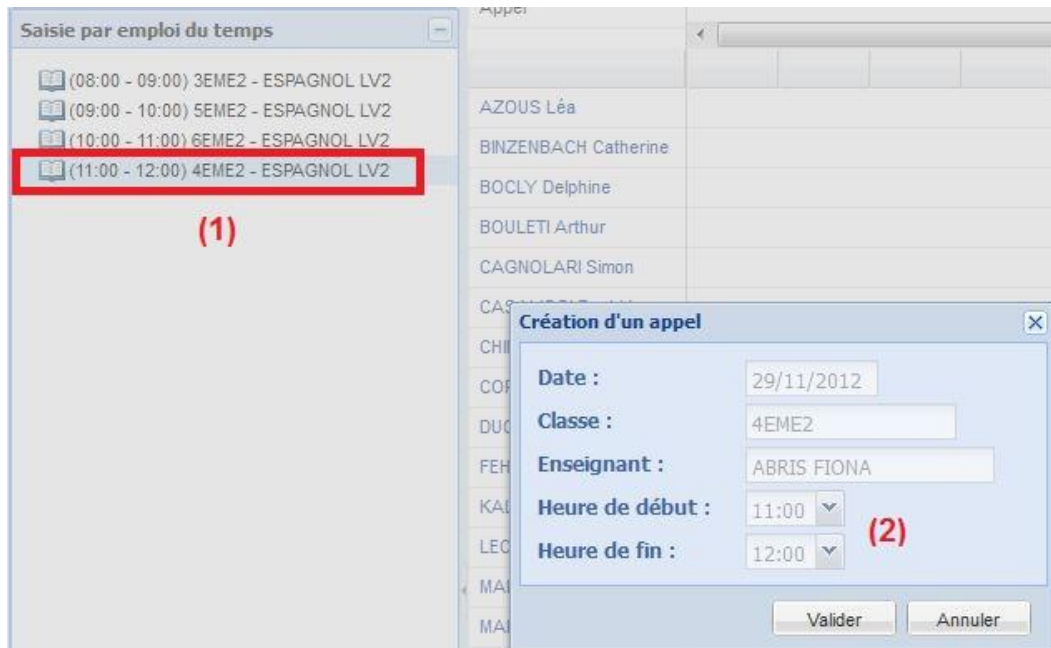 Saisie par emploi du temps
(08:00 - 09:00) 3EME2 - ESPAGNOL LV2
(09:00 - 10:00) 5EME2 - ESPAGNOL LV2
(10:00 - 11:00) 6EME2 - ESPAGNOL LV2
(11:00 - 12:00) 4EME2 - ESPAGNOL LV2
(1)
Appel
AZOUS Léa
BINZENBACH Catherine
BOCLY Delphine
BOULETI Arthur
CAGNOLARI Simon
Création d'un appel
Date : 29/11/2012
Classe : 4EME2
Enseignant : ABRIS FIONA
Heure de début : 11:00
(2)
Heure de fin : 12:00
Valider Annuler